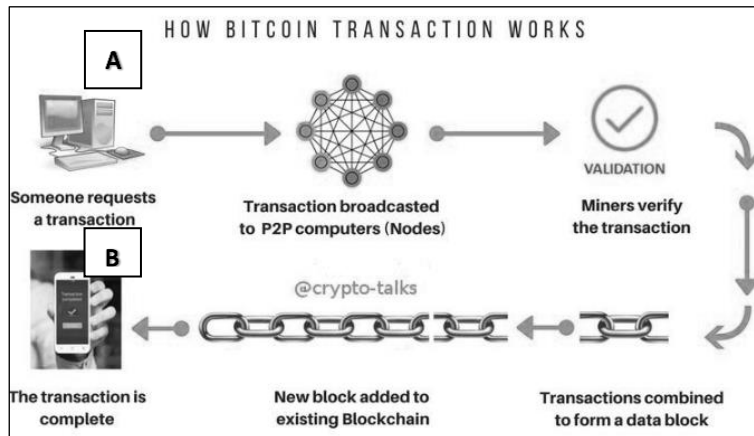 HOW BITCOIN TRANSACTION WORKS
A
VALIDATION
Someone requests
a transaction
Transaction broadcasted
to P2P computers (Nodes)
Miners verify
the transaction
B
@crypto-talks
The transaction is
complete
New block added to
existing Blockchain
Transactions combined
to form a data block